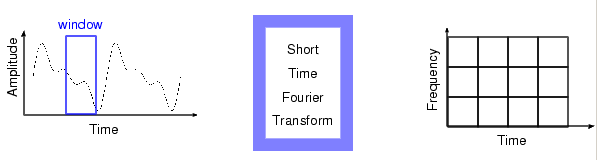 window
Amplitude
Time
Short
Time
Fourier
Transform
Frequency
Time